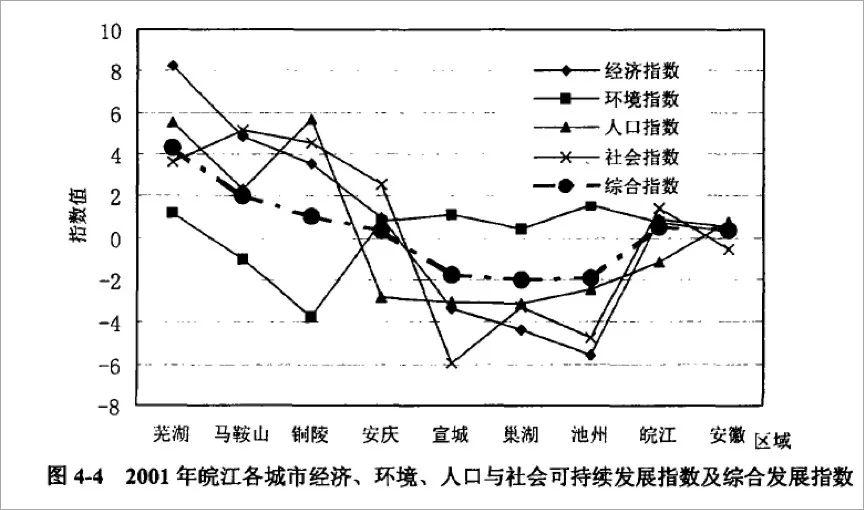 10
8
6
4
2
0
-2
-4
-6
-8
指数值
经济指数
环境指数
人口指数
社会指数
综合指数
芜湖 马鞍山 铜陵 安庆 宣城 巢湖 池州 皖江 安徽 区域
图 4-4 2001 年皖江各城市经济、环境、人口与社会可持续发展指数及综合发展指数